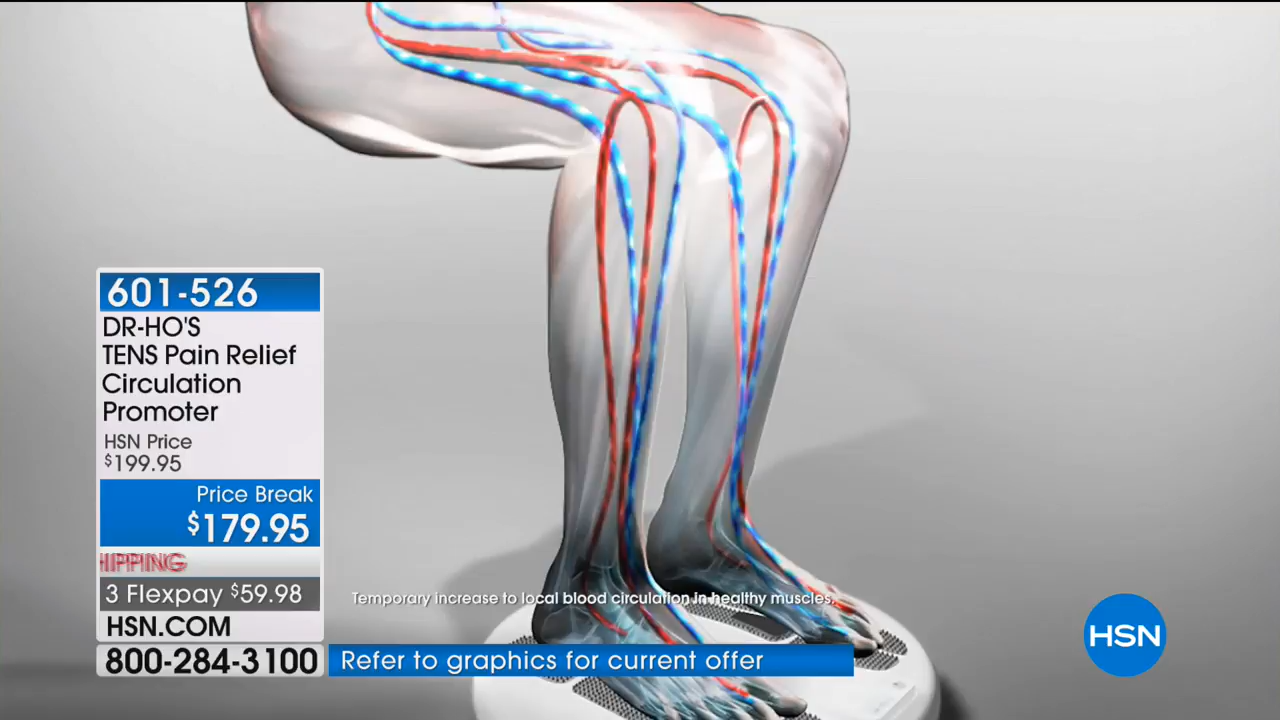 601-526
DR-HO'S
TENS Pain Relief
Circulation
Promoter
HSN Price
$199.95
Price Break
$179.95
HIPPING
3 Flexpay $59.98
HSN.COM
800-284-3100
Temporary increase to local blood circulation in healthy muscles.
Refer to graphics for current offer
HSN